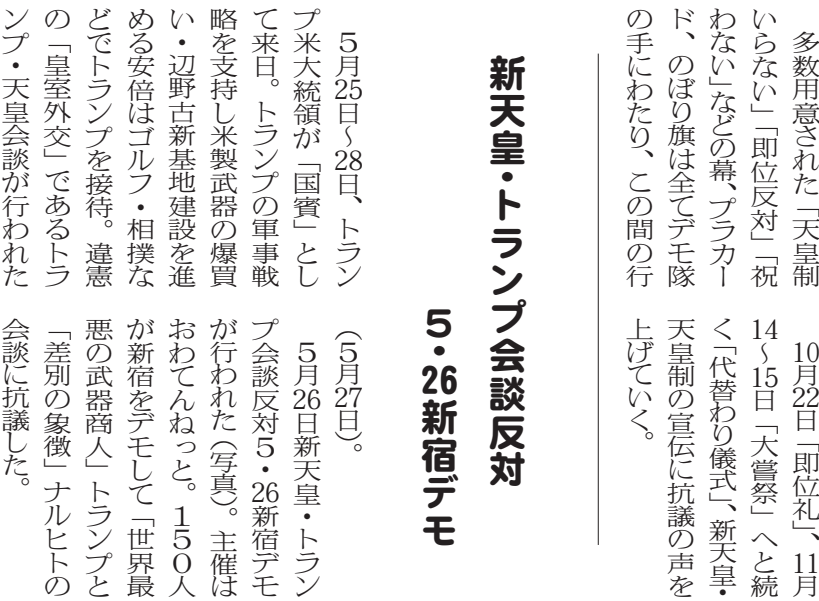 多数用意された「天皇制
いらない」「即位反対」「祝
わない」などの幕、プラカー
ド、のぼり旗は全てデモ隊
の手にわたり、この間の行
10月22日「即位礼」、11月
14～15日「大嘗祭」へと続
く「代替わり儀式」、新天皇・
天皇制の宣伝に抗議の声を
上げていく。
新天皇・トランプ会談反対
5・26新宿デモ
５月25日～28日、トラン
プ米大統領が「国賓」とし
て来日。トランプの軍事戦
略を支持し米製武器の爆買
い・辺野古新基地建設を進
める安倍はゴルフ・相撲な
どでトランプを接待。違憲
の「皇室外交」であるトラ
ンプ・天皇会談が行われた
（５月27日）。
５月26日新天皇・トラン
プ会談反対５・26新宿デモ
が行われた（写真）。主催は
おわてんねっと。１５０人
が新宿をデモして「世界最
悪の武器商人」トランプと
「差別の象徴」ナルヒトの
会談に抗議した。